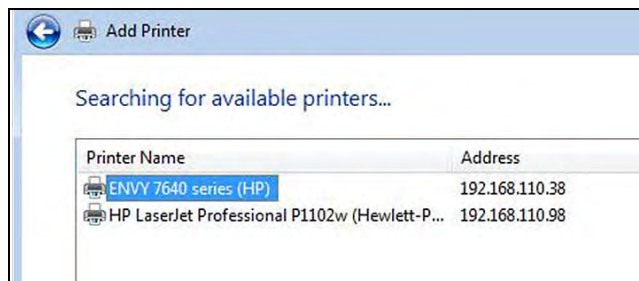 Add Printer
Searching for available printers...
Printer Name Address
ENVY 7640 series (HP) 192.168.110.38
HP LaserJet Professional P1102w (Hewlett-P... 192.168.110.98